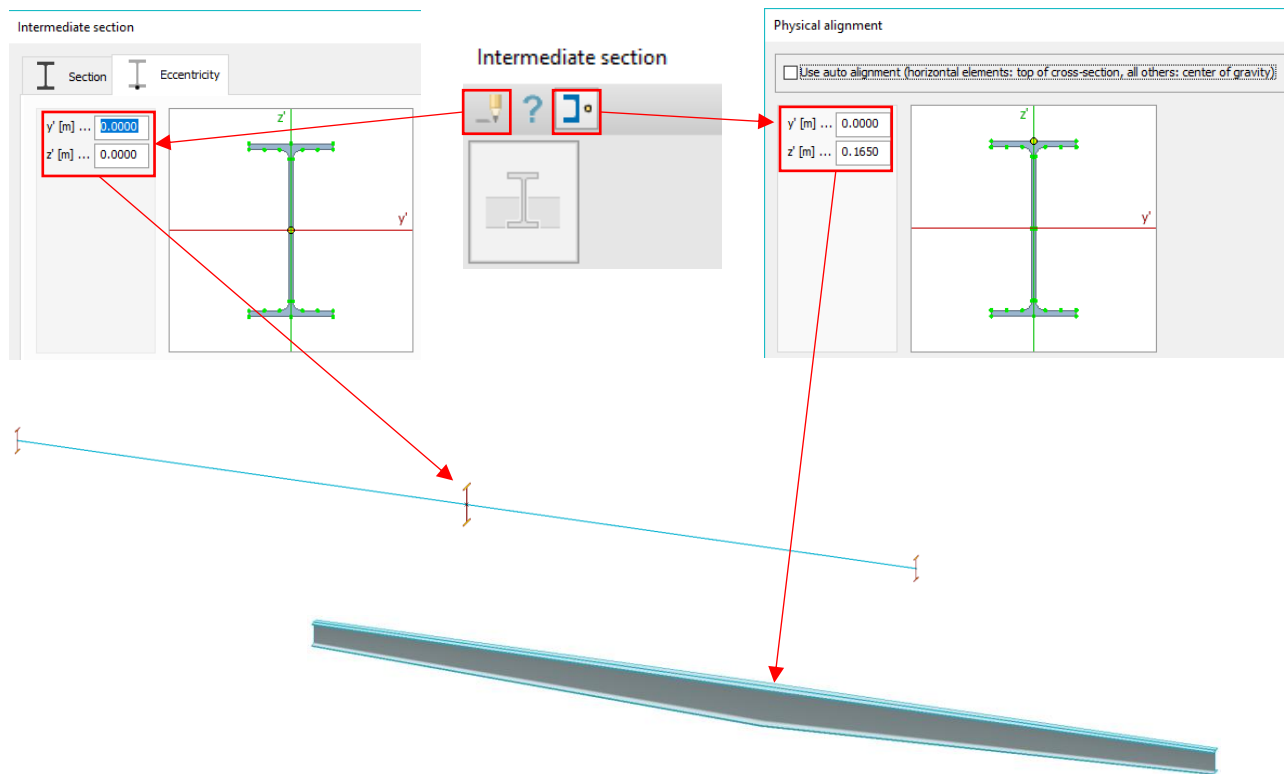 Intermediate section
Section
Eccentricity
y' [m] ... 0.0000
z' [m] ... 0.0000
z'
y'
Intermediate section
?
Physical alignment
Use auto alignment (horizontal elements: top of cross-section, all others: center of gravity)
y' [m] ... 0.0000
z' [m] ... 0.1650
z'
y'